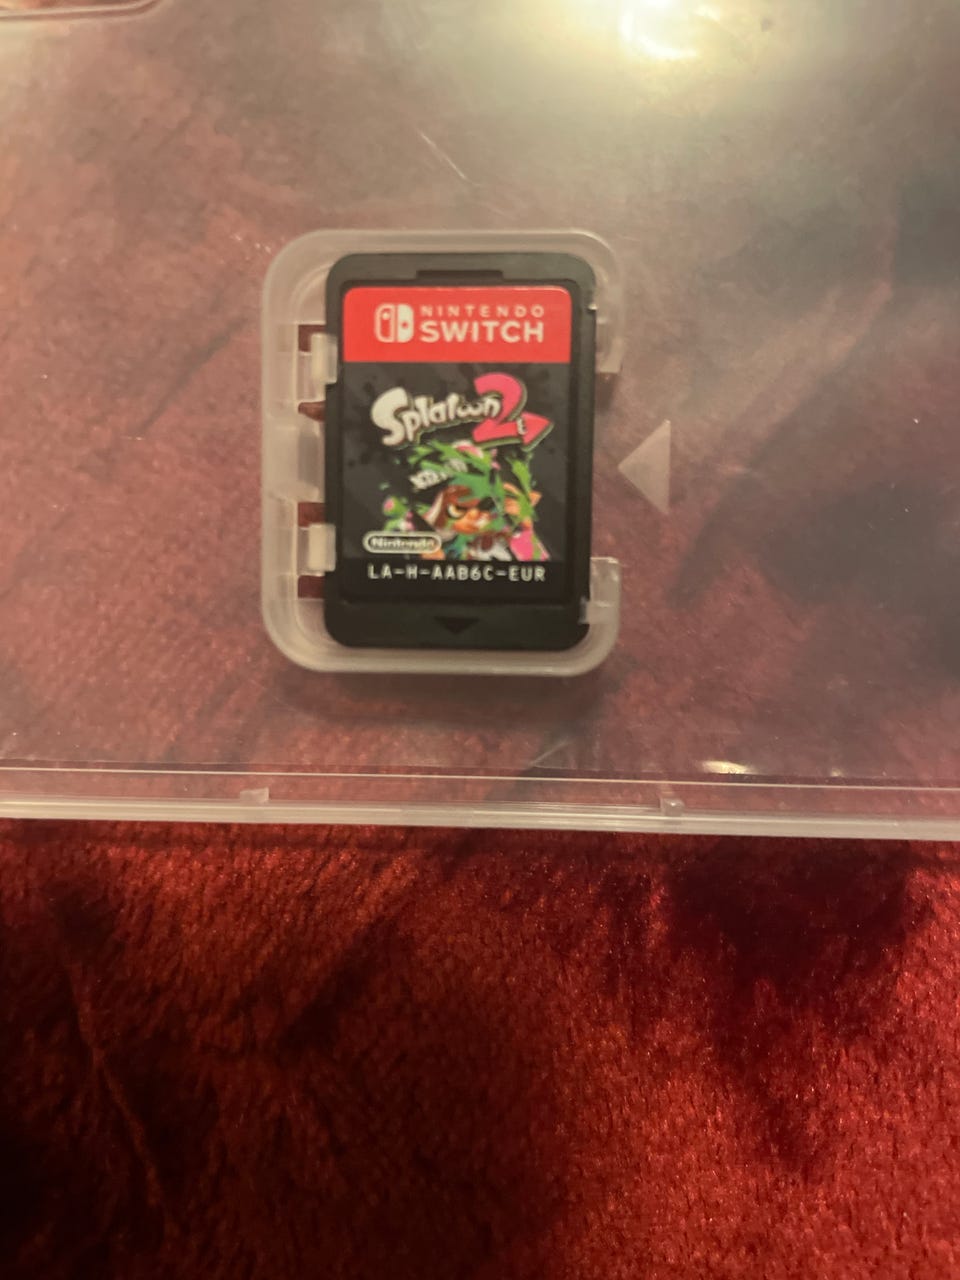 NINTENDO
SWITCH
Splatoon 2
Nintendo
LA-H-AAB6C-EUR